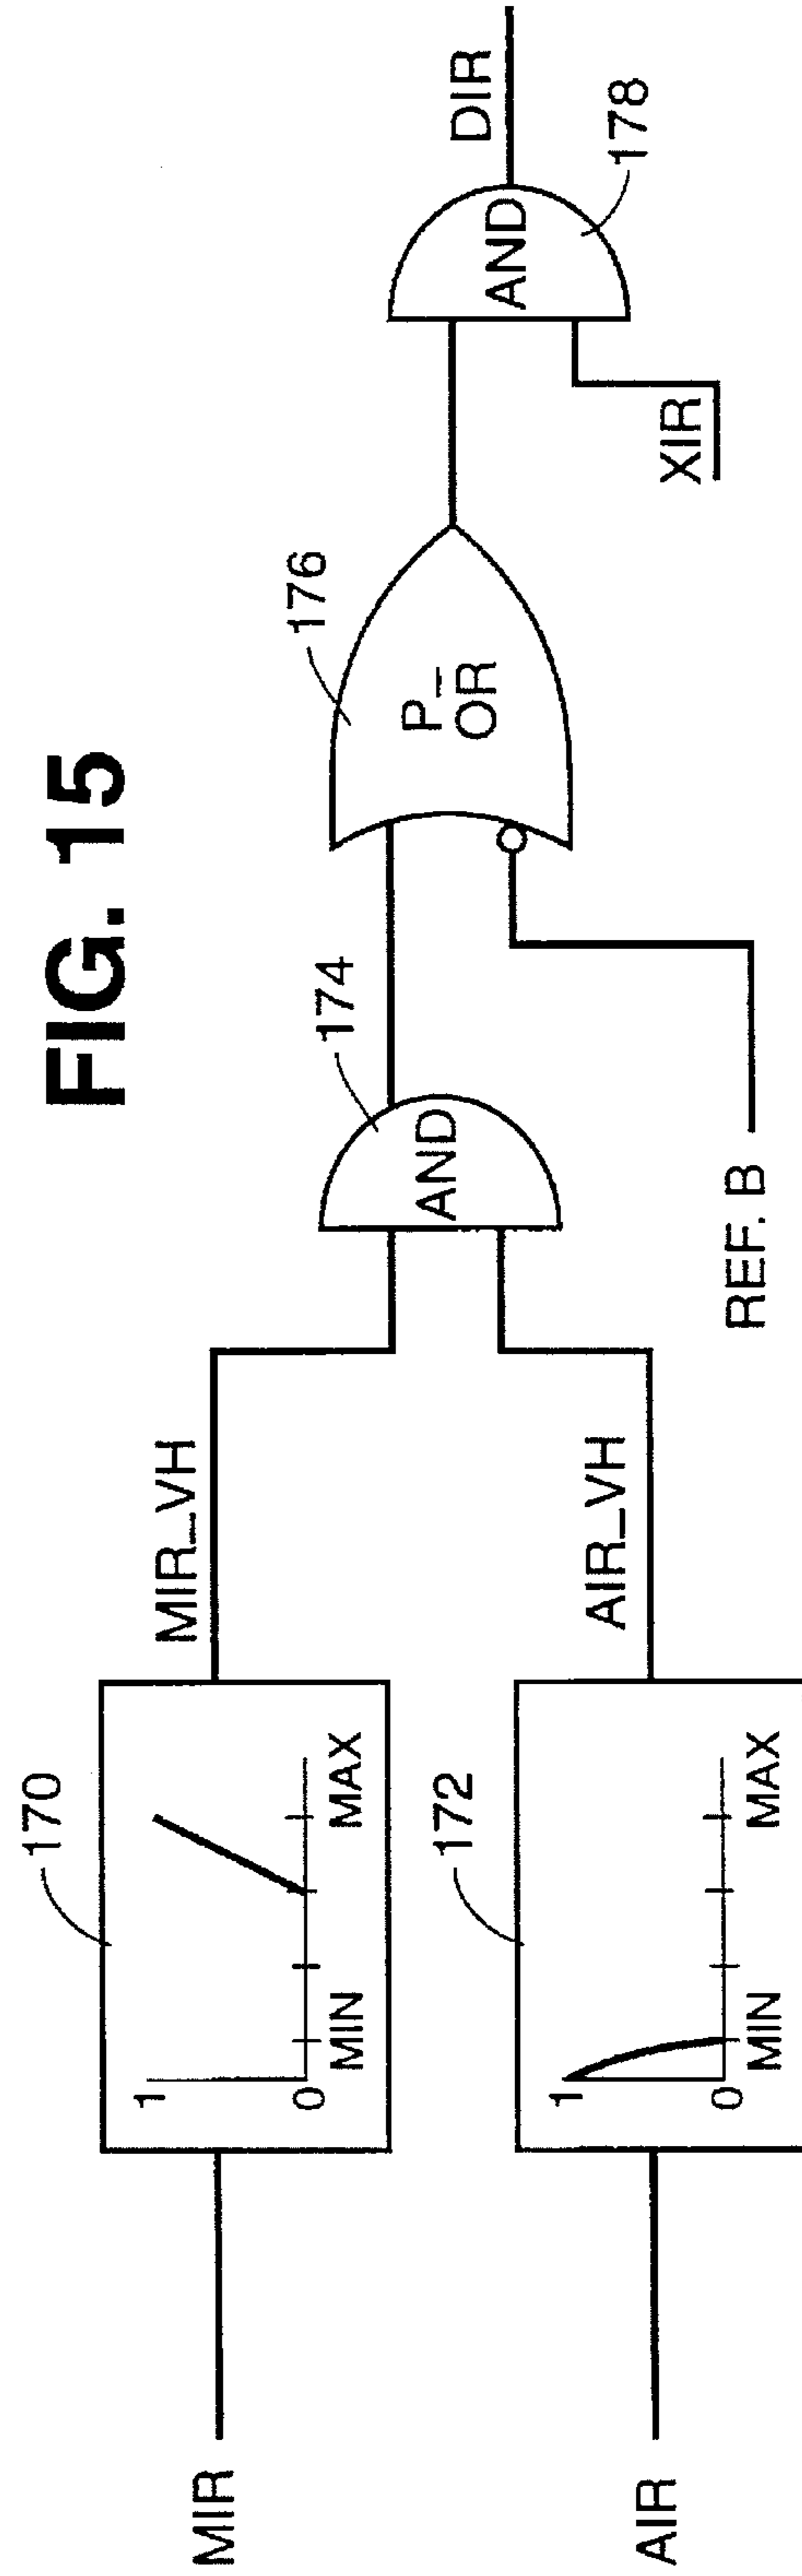 FIG. 15
170
1
0
MIN
MAX
MIR
MIR_VH
172
1
0
MIN
MAX
AIR
AIR_VH
174
AND
REF. B
176
P_
OR
XIR
AND
178
DIR